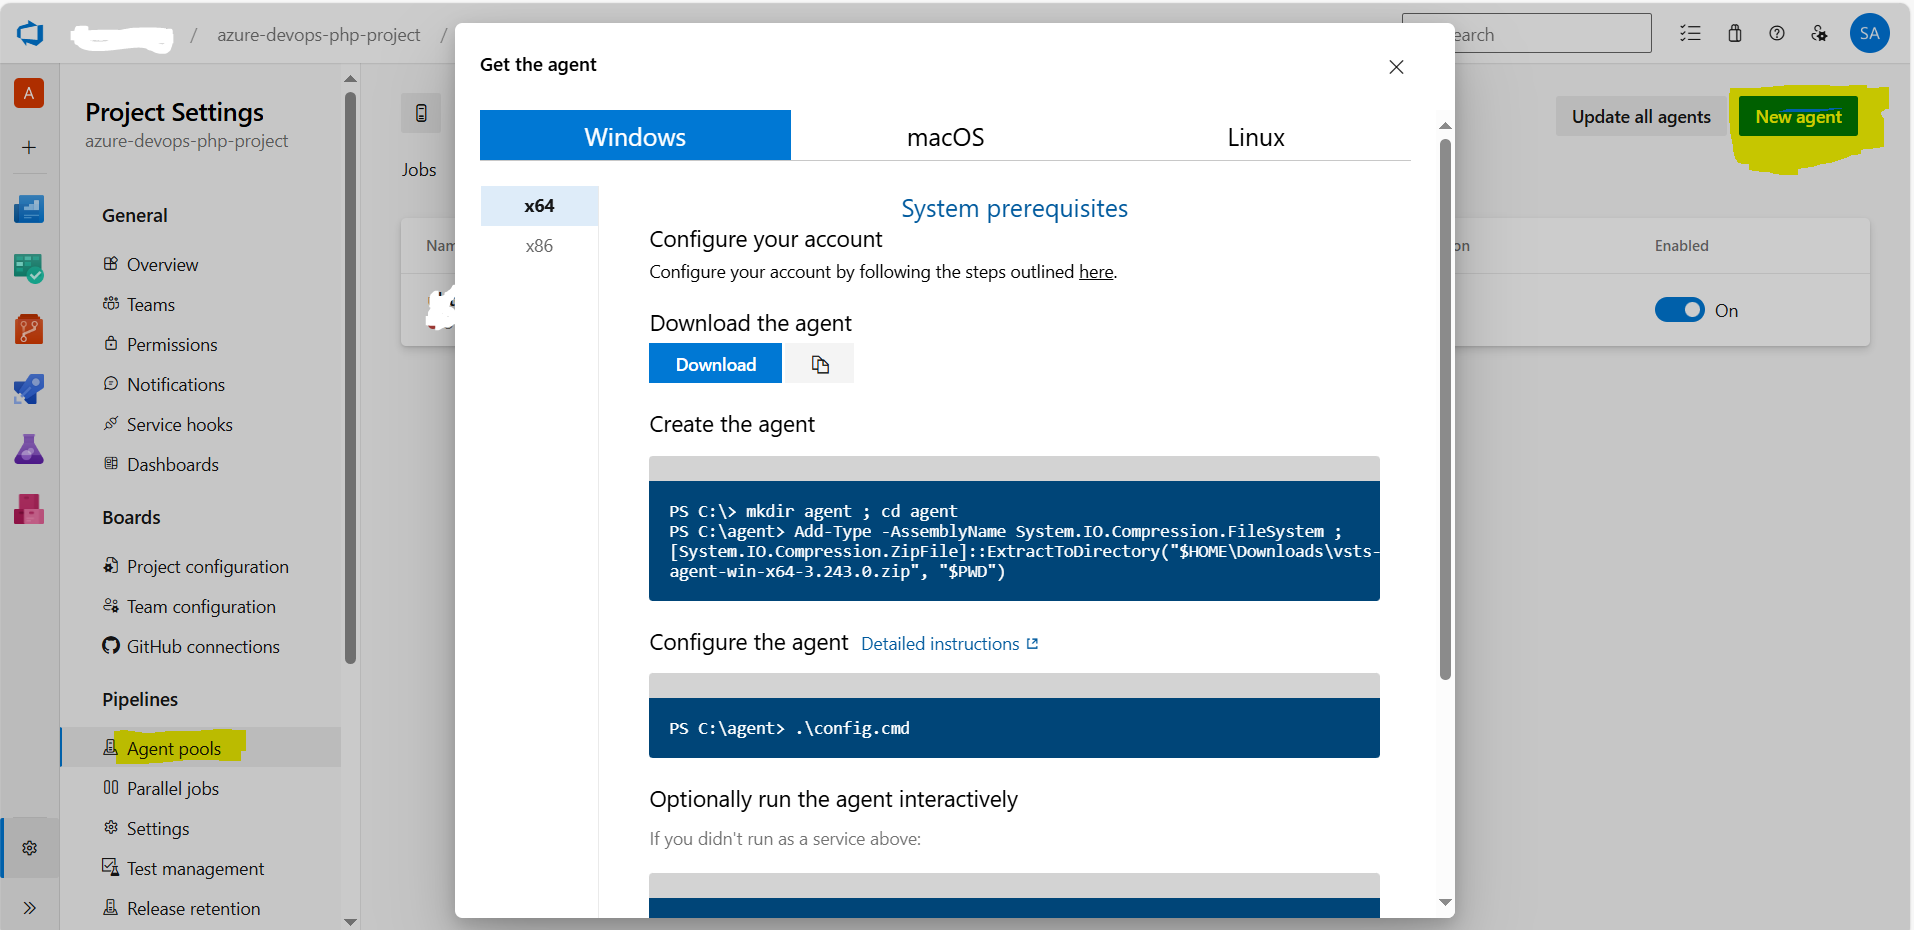 / azure-devops-php-project /
earch
SA
A
Project Settings
azure-devops-php-project
General
Overview
Teams
Permissions
Notifications
Service hooks
Dashboards
Boards
Project configuration
Team configuration
GitHub connections
Pipelines
Agent pools
Parallel jobs
Settings
Test management
Release retention
Jobs
Nam
Update all agents
New agent
on
Enabled
On
Get the agent
Windows
macOS
Linux
x64
x86
System prerequisites
Configure your account
Configure your account by following the steps outlined here.
Download the agent
Download
Create the agent
PS C:\> mkdir agent ; cd agent
PS C:\agent> Add-Type -AssemblyName System.IO.Compression.FileSystem ;
[System.IO.Compression.ZipFile]::ExtractToDirectory("$HOME\Downloads\vsts-
agent-win-x64-3.243.0.zip", "$PWD")
Configure the agent Detailed instructions
PS C:\agent> .\config.cmd
Optionally run the agent interactively
If you didn't run as a service above: